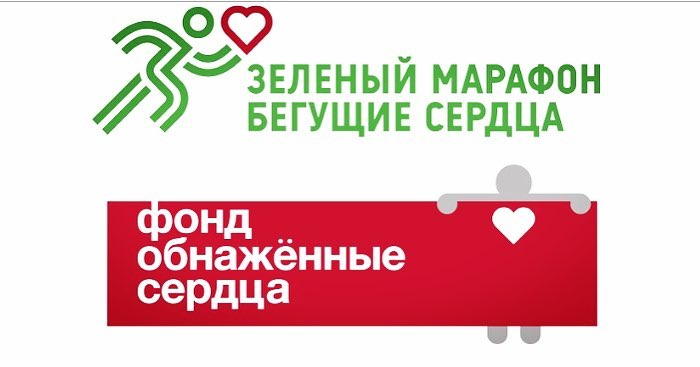 ЗЕЛЕНЫЙ МАРАФОН
БЕГУЩИЕ СЕРДЦА
фонд
обнажённые
сердца